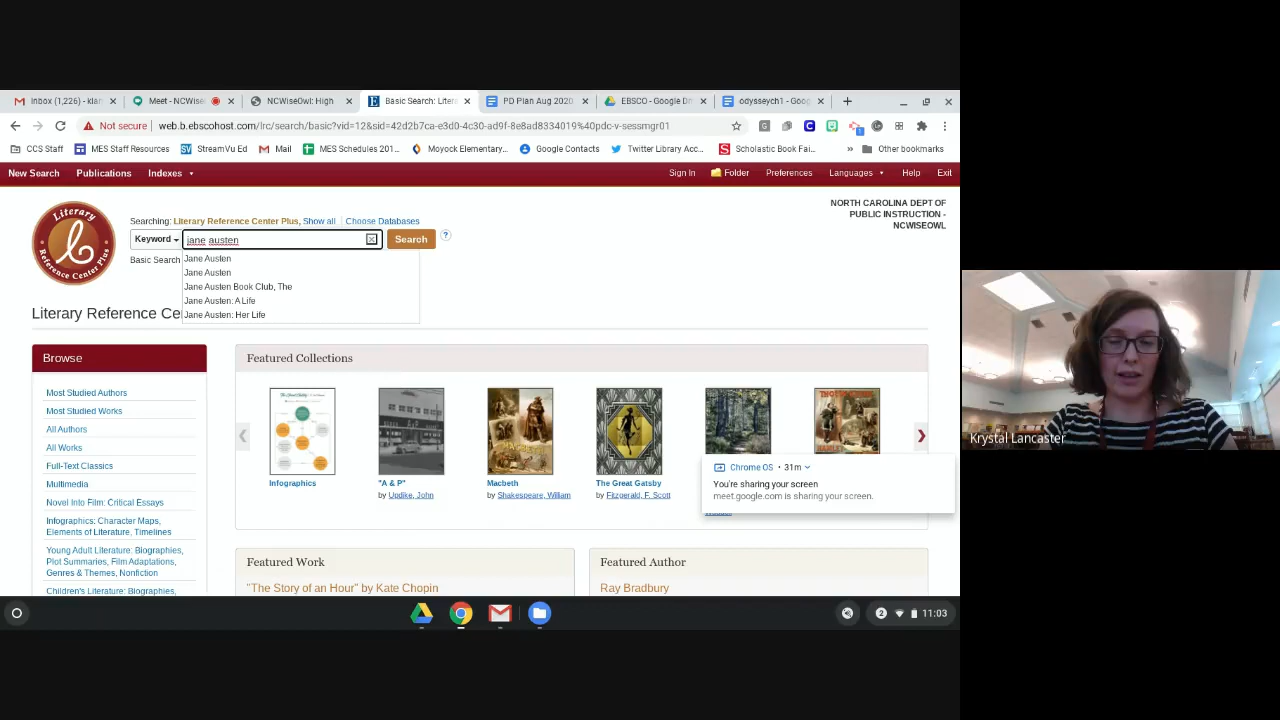 Inbox (1,226) - kian
Meet - NCWise
NCWiseOwl: High
Basic Search: Litera
PD Plan Aug 2020
EBSCO - Google Dri
odysseych1 - Goog
Not secure
web.b.ebscohost.com/lrc/search/basic?vid=12&sid=42d2b7ca-e3d0-4c30-ad9f-8e8ad8334019%40pdc-v-sessmgr01
CCS Staff
MES Staff Resources
StreamVu Ed
Mail
MES Schedules 201...
Moyock Elementary...
Google Contacts
Twitter Library Acc...
Scholastic Book Fai...
Other bookmarks
New Search Publications Indexes
Sign In Folder Preferences Languages Help Exit
Literary
Reference Center Plus
Searching: Literary Reference Center Plus, Show all Choose Databases
Keyword jane austen Search ?
Basic Search
Jane Austen
Jane Austen
Jane Austen Book Club, The
Jane Austen: A Life
Jane Austen: Her Life
NORTH CAROLINA DEPT OF
PUBLIC INSTRUCTION -
NCWISEOWL
Literary Reference Ce
Browse
Most Studied Authors
Most Studied Works
All Authors
All Works
Full-Text Classics
Multimedia
Novel Into Film: Critical Essays
Infographics: Character Maps,
Elements of Literature, Timelines
Young Adult Literature: Biographies,
Plot Summaries, Film Adaptations,
Genres & Themes, Nonfiction
Children's Literature: Biographies,
Featured Collections
Infographics
"A & P"
by Updike, John
Macbeth
by Shakespeare, William
The Great Gatsby
by Fitzgerald, F. Scott
Chrome OS • 31m
You're sharing your screen
meet.google.com is sharing your screen.
Featured Work
"The Story of an Hour" by Kate Chopin
Featured Author
Ray Bradbury
2 11:03
Krystal Lancaster